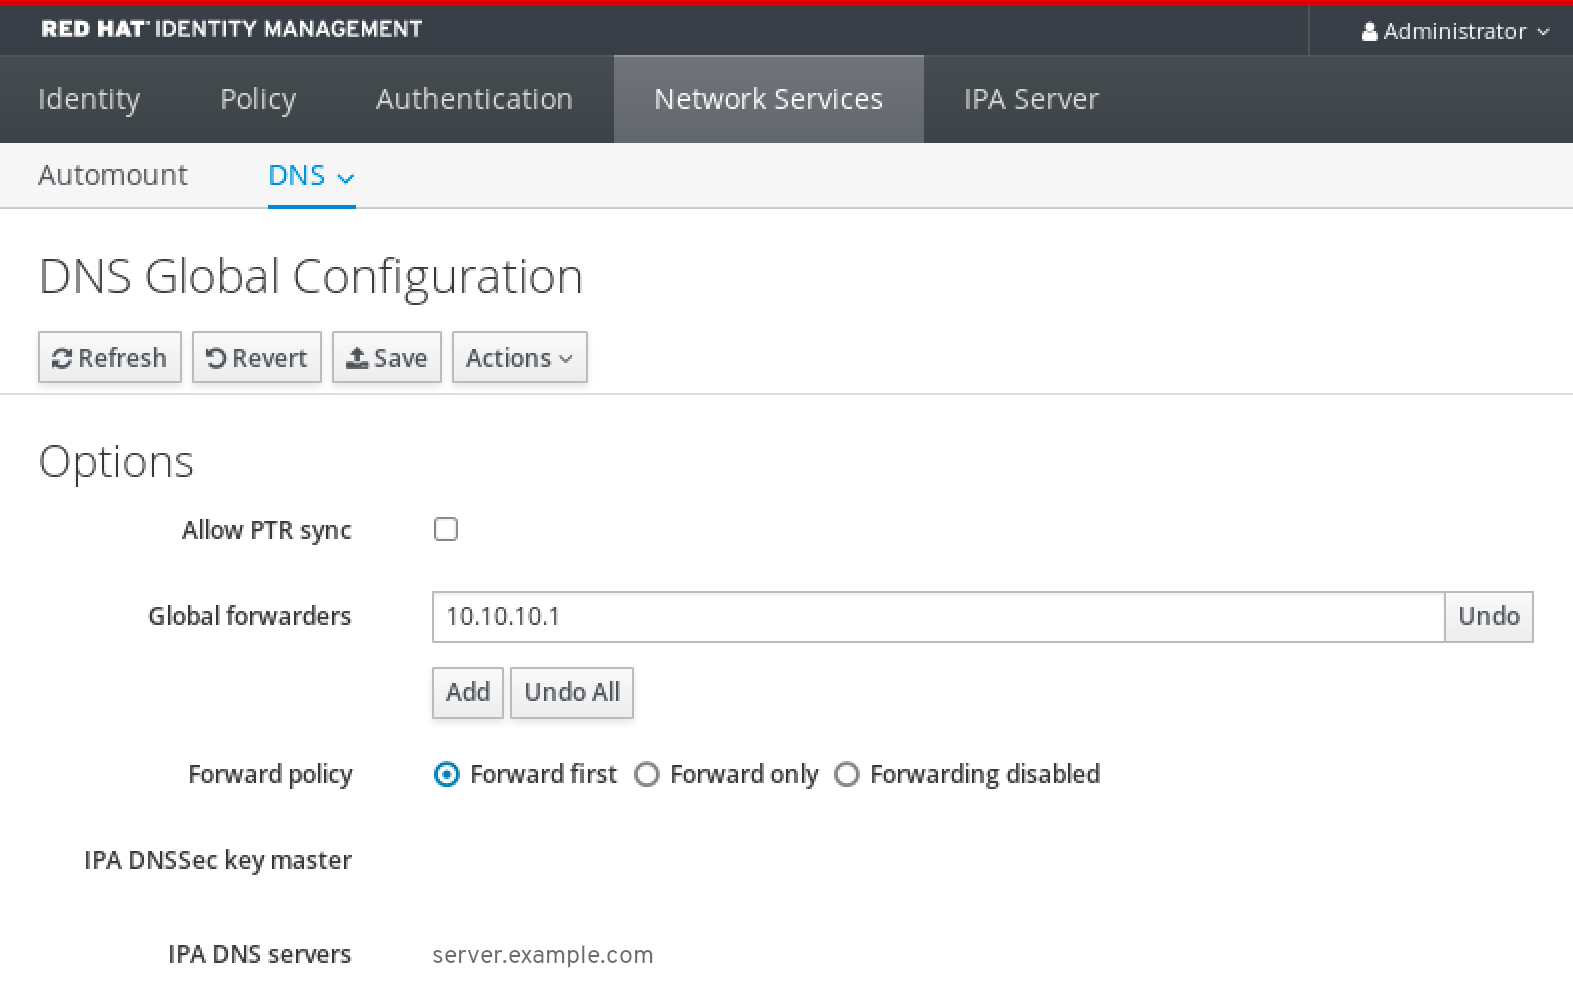 RED HAT IDENTITY MANAGEMENT Administrator
Identity Policy Authentication Network Services IPA Server
Automount DNS
DNS Global Configuration
Refresh Revert Save Actions
Options
Allow PTR sync
Global forwarders 10.10.10.1 Undo
Add Undo All
Forward policy Forward first Forward only Forwarding disabled
IPA DNSSec key master
IPA DNS servers server.example.com